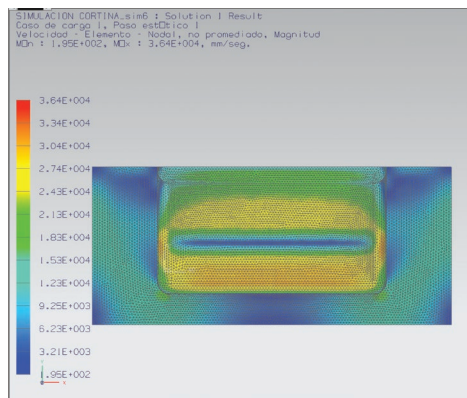 SIMULACION CORTINA_sim6 : Solution 1 Result
Caso de carga 1, Paso est□tico 1
Velocidad - Elemento - Nodal, no promediado, Magnitud
M□n : 1.95E+002, M□x : 3.64E+004, mm/seg.
3.64E+004
3.34E+004
3.04E+004
2.74E+004
2.43E+004
2.13E+004
1.83E+004
1.53E+004
1.23E+004
9.25E+003
6.23E+003
3.21E+003
1.95E+002